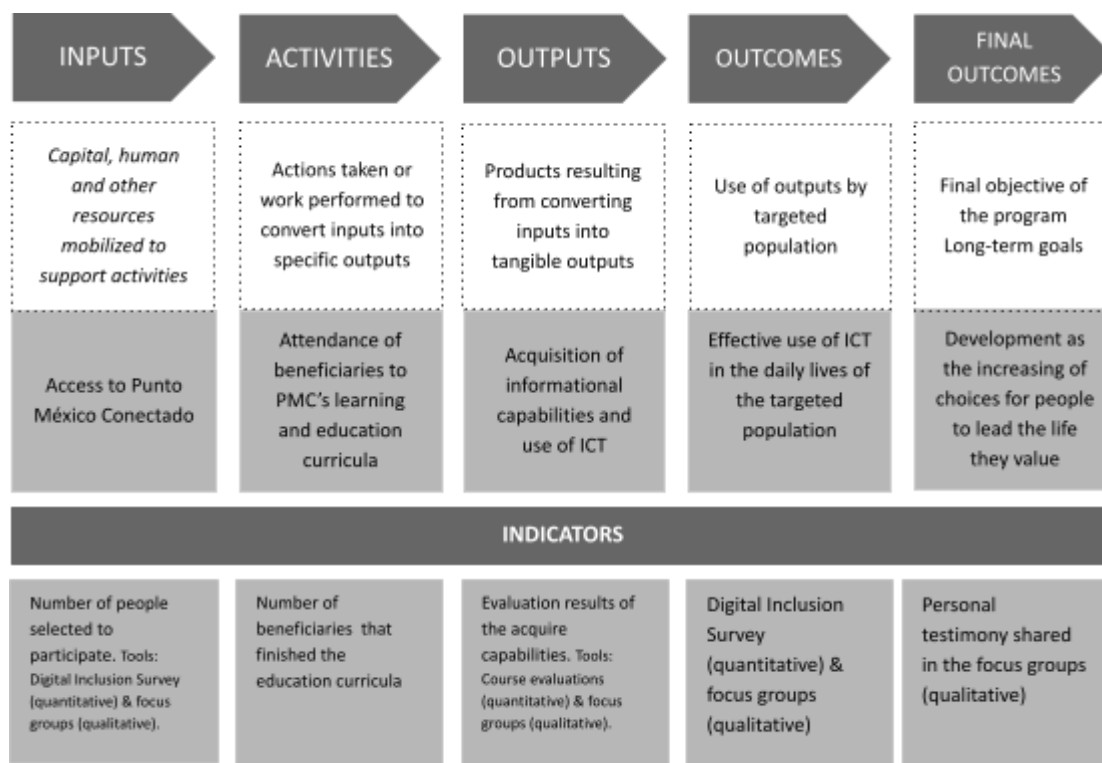 INPUTS
ACTIVITIES
OUTPUTS
OUTCOMES
FINAL
OUTCOMES
Capital, human
and other
resources
mobilized to
support activities
Actions taken or
work performed to
convert inputs into
specific outputs
Products resulting
from converting
inputs into
tangible outputs
Use of outputs by
targeted
population
Final objective of
the program
Long-term goals
Access to Punto
México Conectado
Attendance of
beneficiaries to
PMC's learning
and education
curricula
Acquisition of
informational
capabilities and
use of ICT
Effective use of ICT
in the daily lives of
the targeted
population
Development as
the increasing of
choices for people
to lead the life
they value
INDICATORS
Number of people
selected to
participate. Tools:
Digital Inclusion Survey
(quantitative) & focus
groups (qualitative).
Number of
beneficiaries that
finished the
education curricula
Evaluation results of
the acquire
capabilities. Tools:
Course evaluations
(quantitative) & focus
groups (qualitative).
Digital Inclusion
Survey
(quantitative) &
focus groups
(qualitative)
Personal
testimony shared
in the focus groups
(qualitative)